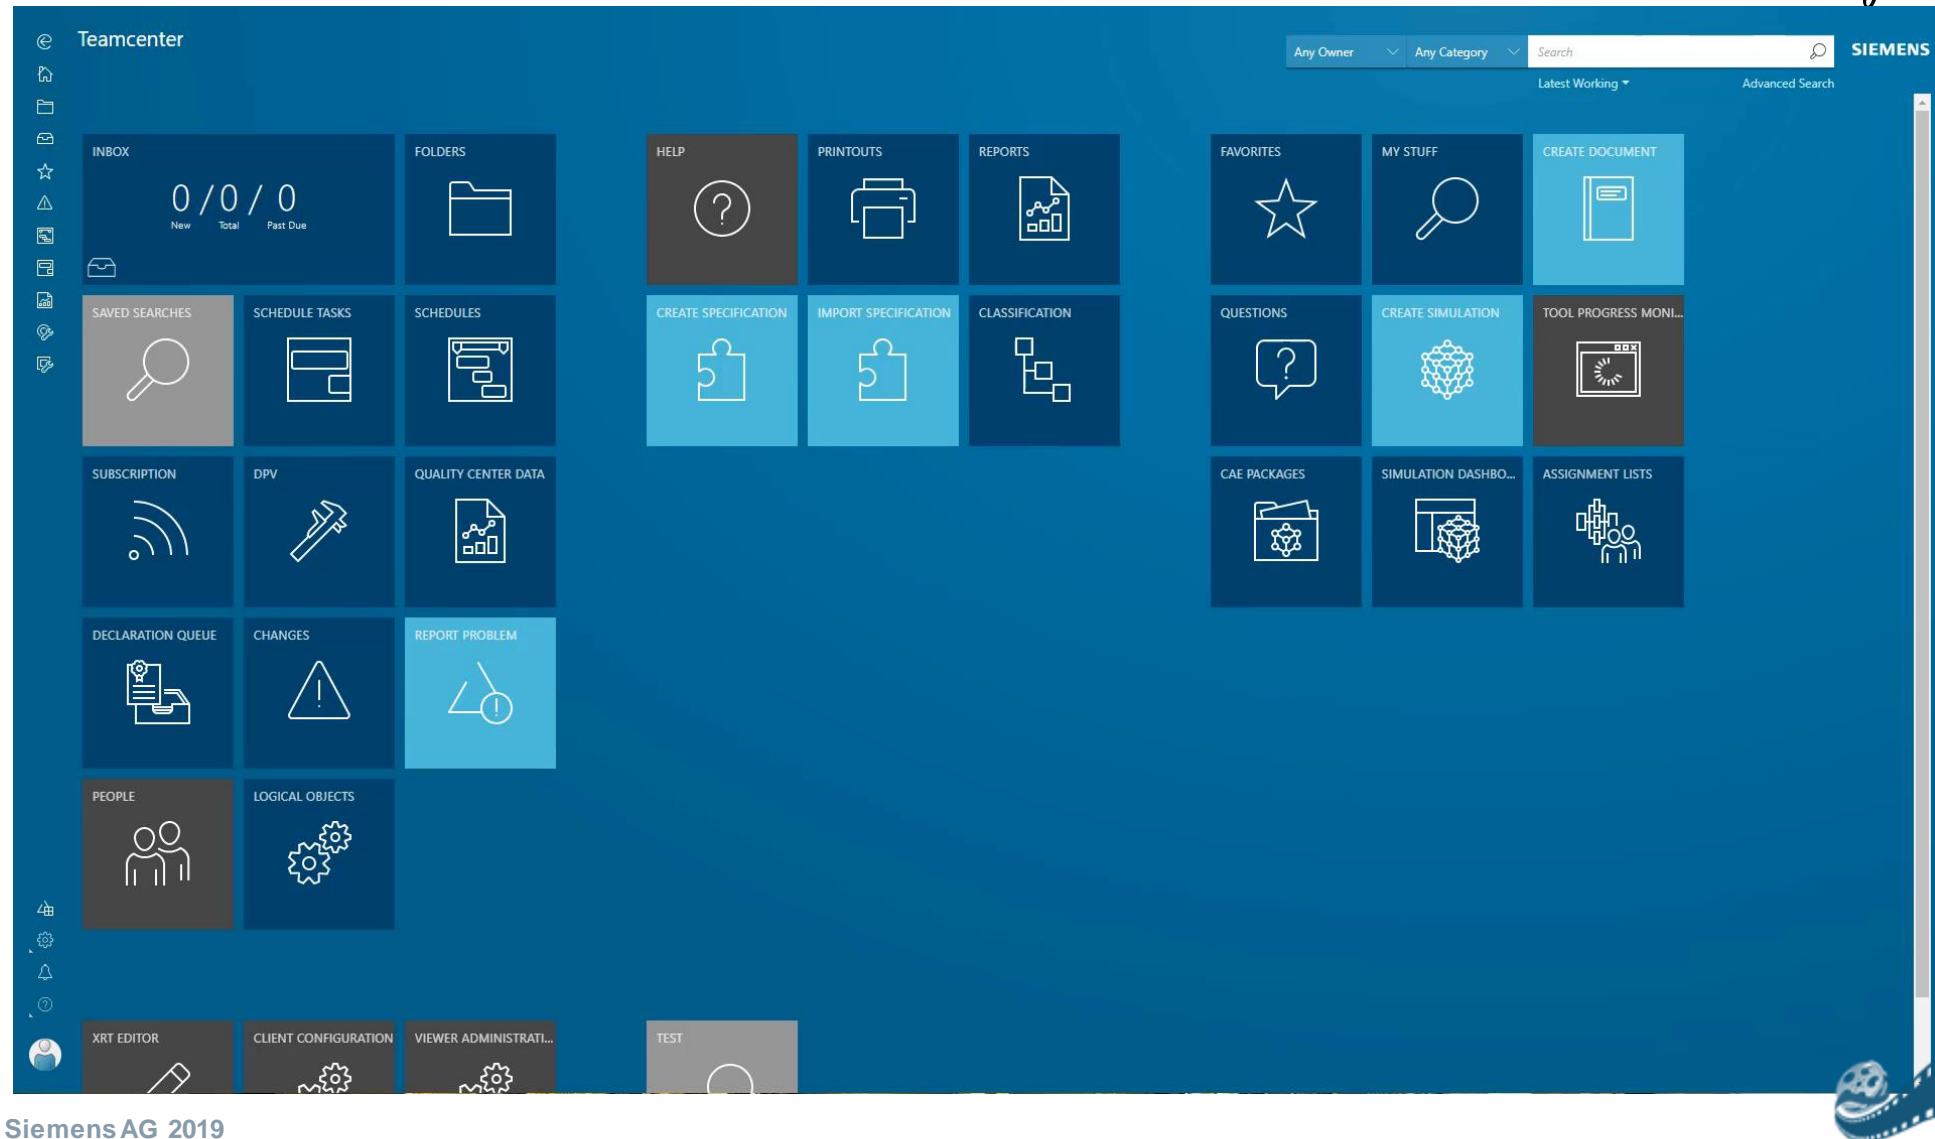 Teamcenter
Any Owner
Any Category
Search
SIEMENS
Latest Working
Advanced Search
INBOX
0 / 0 / 0
New Total Past Due
FOLDERS
HELP
PRINTOUTS
REPORTS
FAVORITES
MY STUFF
CREATE DOCUMENT
SAVED SEARCHES
SCHEDULE TASKS
SCHEDULES
CREATE SPECIFICATION
IMPORT SPECIFICATION
CLASSIFICATION
QUESTIONS
CREATE SIMULATION
TOOL PROGRESS MONI...
SUBSCRIPTION
DPV
QUALITY CENTER DATA
CAE PACKAGES
SIMULATION DASHBO...
ASSIGNMENT LISTS
DECLARATION QUEUE
CHANGES
REPORT PROBLEM
PEOPLE
LOGICAL OBJECTS
XRT EDITOR
CLIENT CONFIGURATION
VIEWER ADMINISTRATI...
TEST
Siemens AG 2019